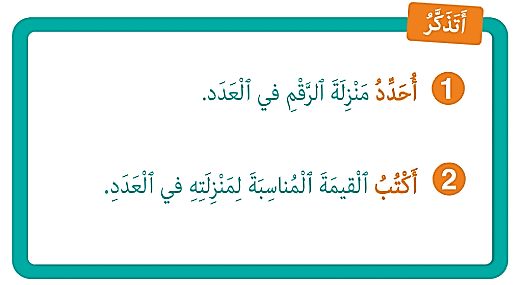 أَتَذَكَّرُ
1 أُحَدِّدُ مَنْزِلَةَ ٱلرَّقْمِ في ٱلْعَدَد.
2 أَكْتُبُ ٱلْقيمَةَ ٱلْمُناسِبَةَ لِمَنْزِلَتِهِ في ٱلْعَدَدِ.